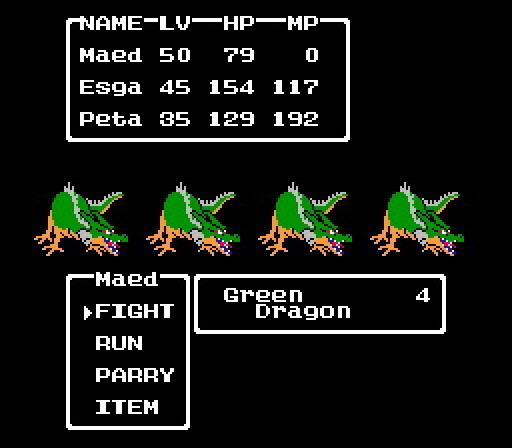 NAME LV HP MP
Maed 50 79 0
Esga 45 154 117
Peta 35 129 192
Maed
FIGHT
RUN
PARRY
ITEM
Green 4
Dragon